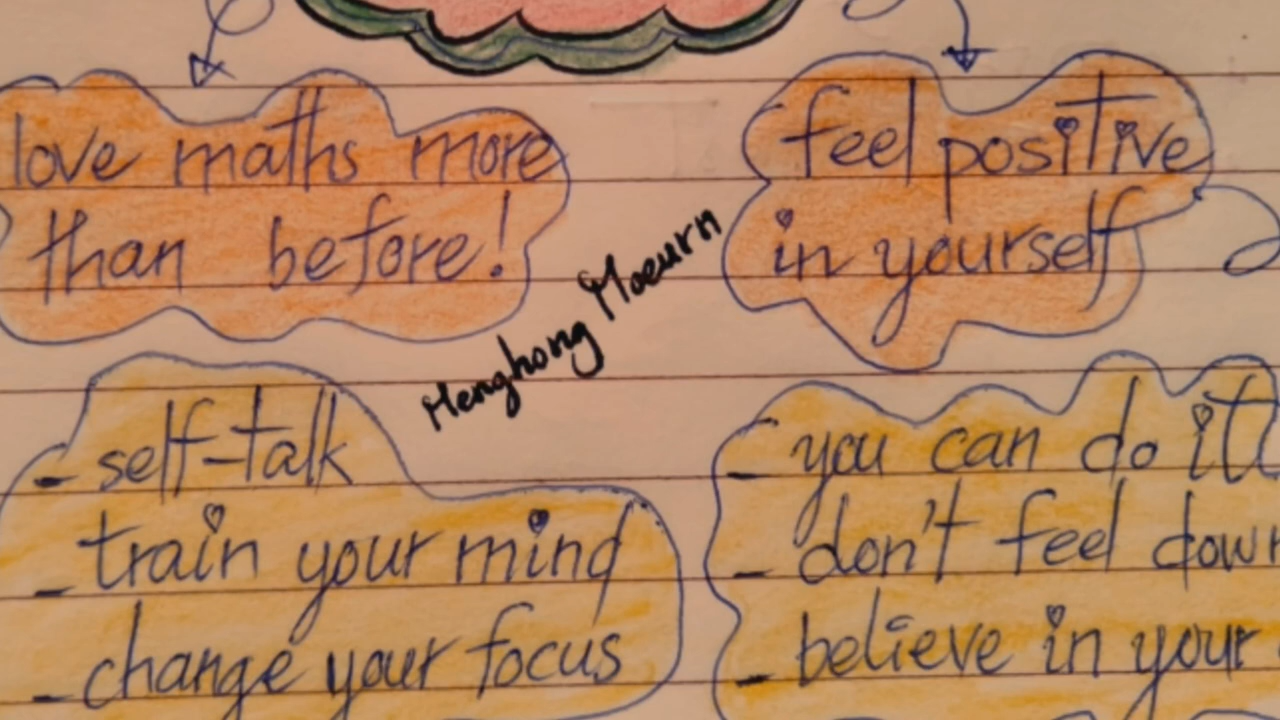 love maths more
than before!
feel positive
in yourself
Menghong Moeurn
- self-talk
- train your mind
- change your focus
- you can do it
- don't feel down
- believe in your